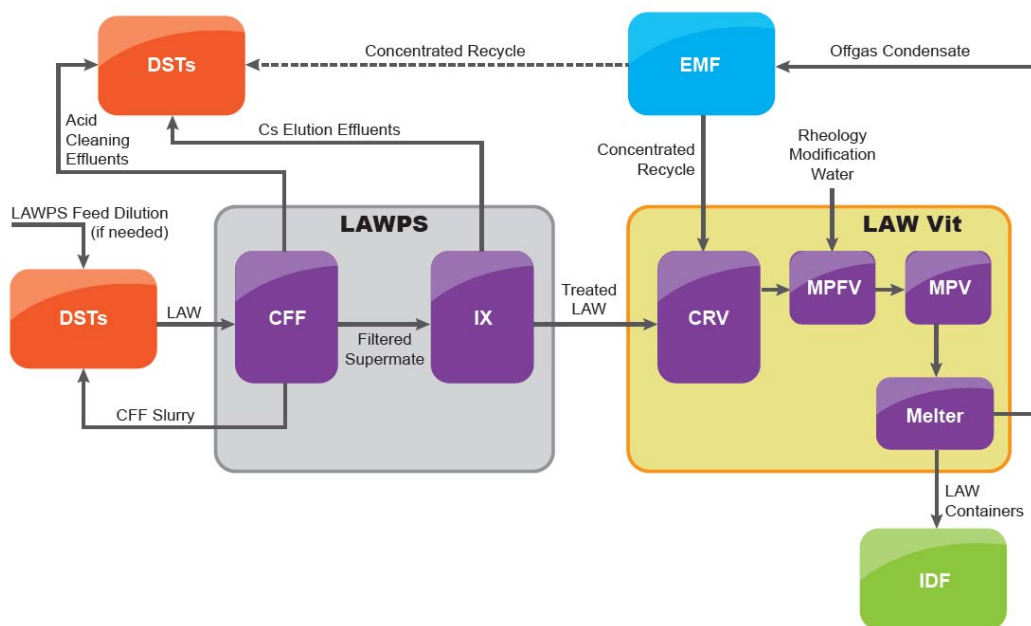 DSTs
Concentrated Recycle
EMF
Offgas Condensate
Acid
Cleaning
Effluents
Cs Elution Effluents
Concentrated
Recycle
Rheology
Modification
Water
LAWPS Feed Dilution
(if needed)
LAWPS
LAW Vit
DSTs
LAW
CFF
Filtered
Supermate
IX
Treated
LAW
CRV
MPFV
MPV
CFF Slurry
Melter
LAW
Containers
IDF